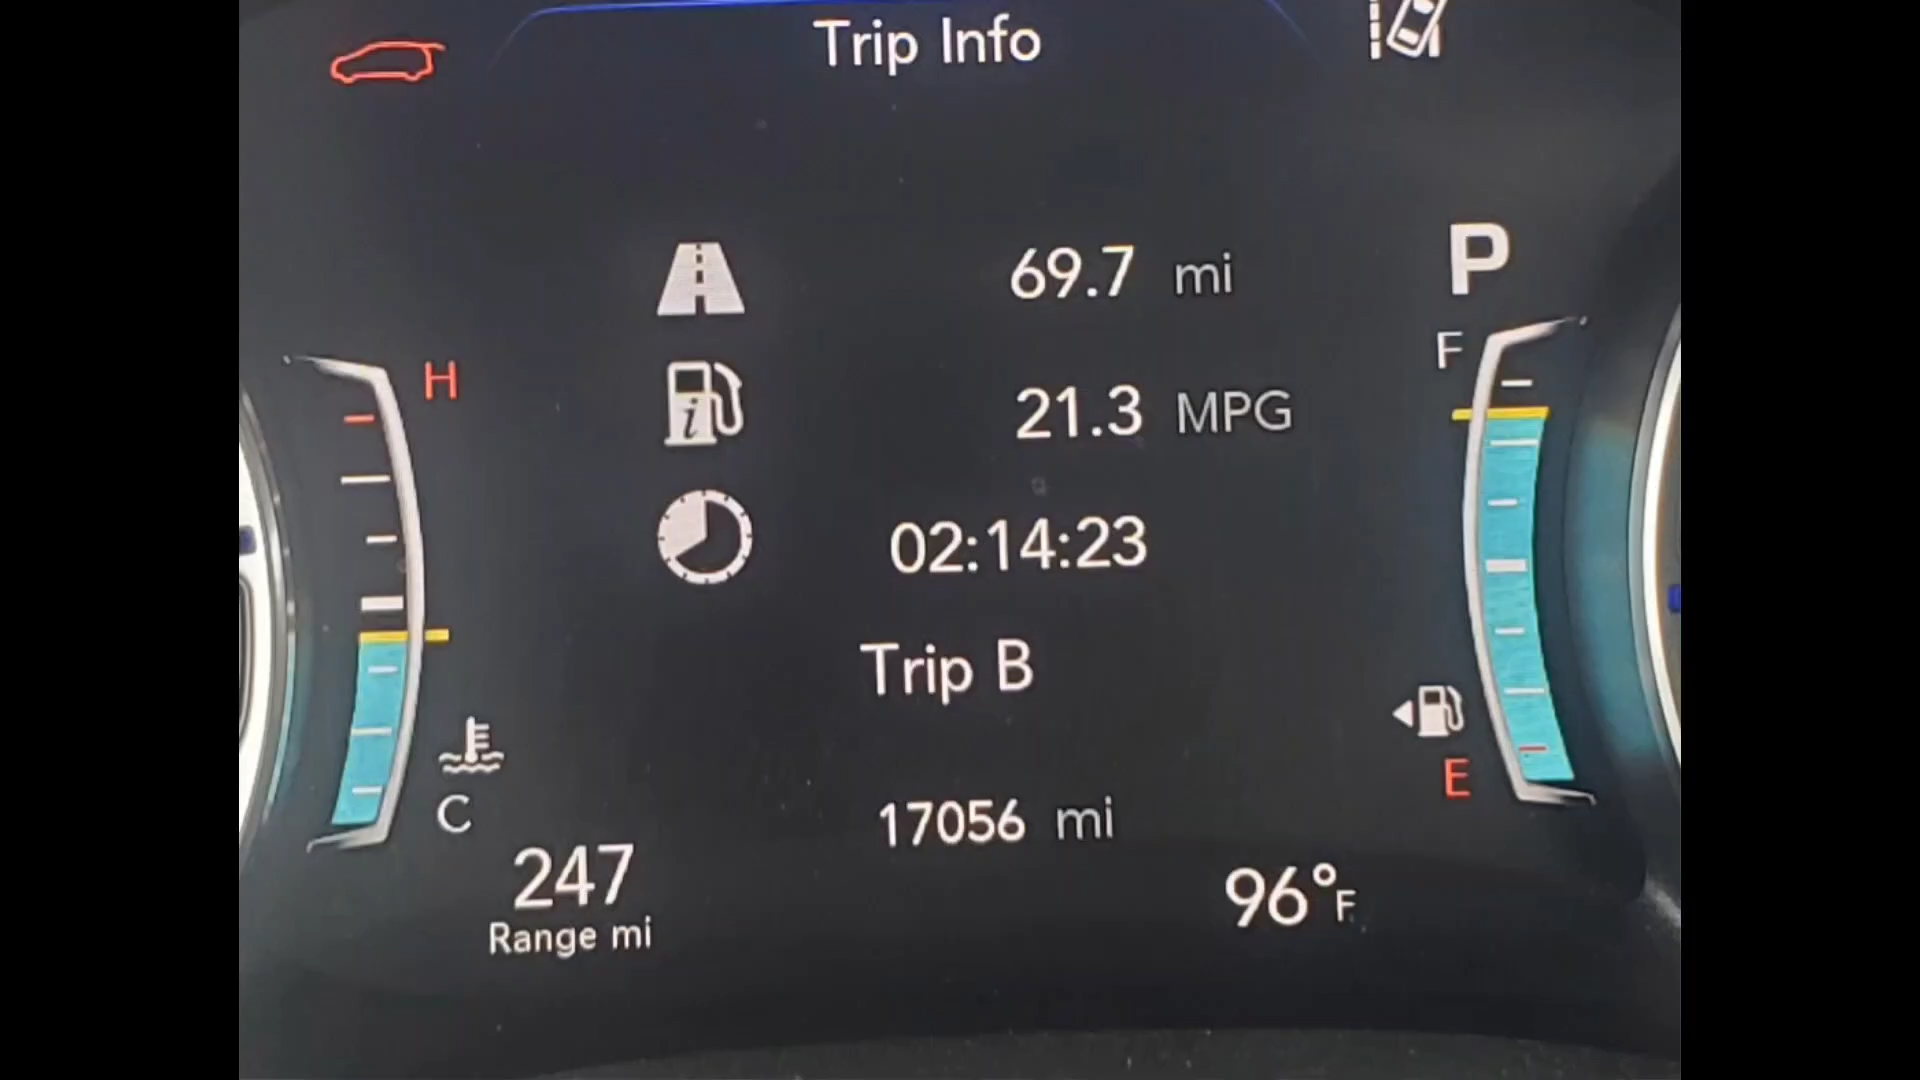 Trip Info
69.7 mi
P
F
H
21.3 MPG
02:14:23
Trip B
E
C
17056 mi
247
Range mi
96°F